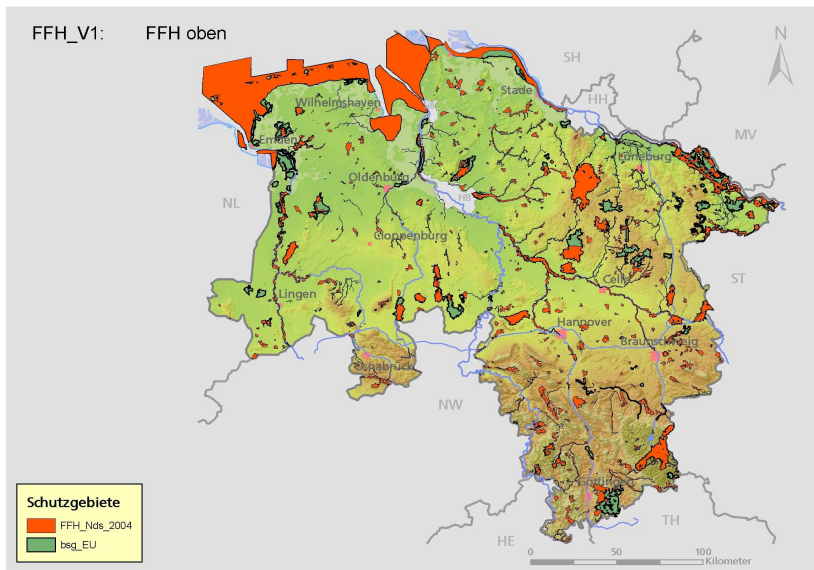 FFH_V1: FFH oben
N
SH
HH
MV
Wilhelmshaven
Stade
Emden
Lüneburg
Oldenburg
HB
NL
Cloppenburg
ST
Celle
Lingen
Hannover
Braunschweig
Osnabrück
NW
Göttingen
TH
HE
Schutzgebiete
FFH_Nds_2004
bsg_EU
0 50 100
Kilometer